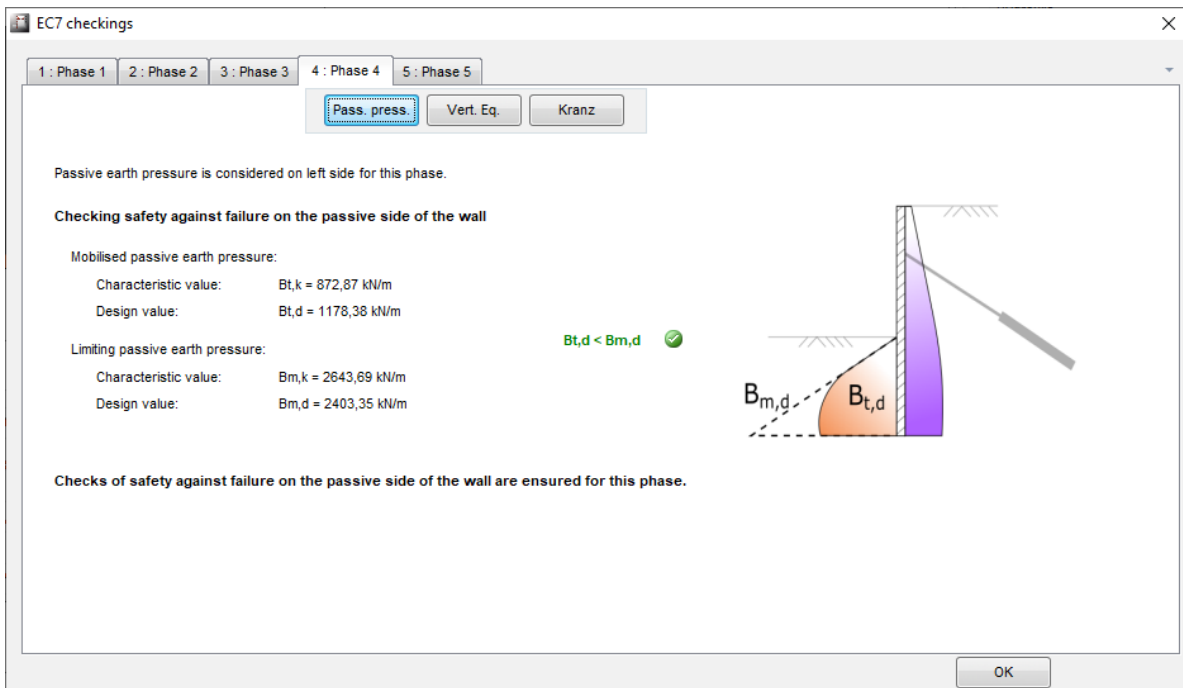 EC7 checkings
1 : Phase 1 2 : Phase 2 3 : Phase 3 4 : Phase 4 5 : Phase 5
Pass. press. Vert. Eq. Kranz
Passive earth pressure is considered on left side for this phase.
Checking safety against failure on the passive side of the wall
Mobilised passive earth pressure:
Characteristic value: Bt,k = 872,87 kN/m
Design value: Bt,d = 1178,38 kN/m
Bt,d < Bm,d
Limiting passive earth pressure:
Characteristic value: Bm,k = 2643,69 kN/m
Design value: Bm,d = 2403,35 kN/m
Bm,d Bt,d
Checks of safety against failure on the passive side of the wall are ensured for this phase.
OK